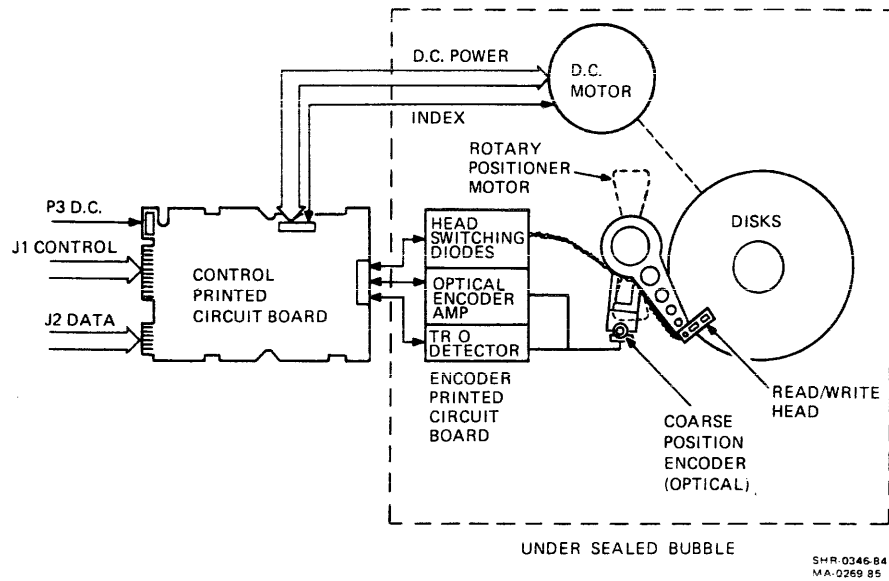 D.C. POWER
D.C.
MOTOR
INDEX
ROTARY
POSITIONER
MOTOR
P3 D.C.
J1 CONTROL
CONTROL
PRINTED
CIRCUIT BOARD
J2 DATA
HEAD
SWITCHING
DIODES
OPTICAL
ENCODER
AMP
TR O
DETECTOR
ENCODER
PRINTED
CIRCUIT
BOARD
DISKS
READ/WRITE
HEAD
COARSE
POSITION
ENCODER
(OPTICAL)
UNDER SEALED BUBBLE
SHR-0346-84
MA-0269 85